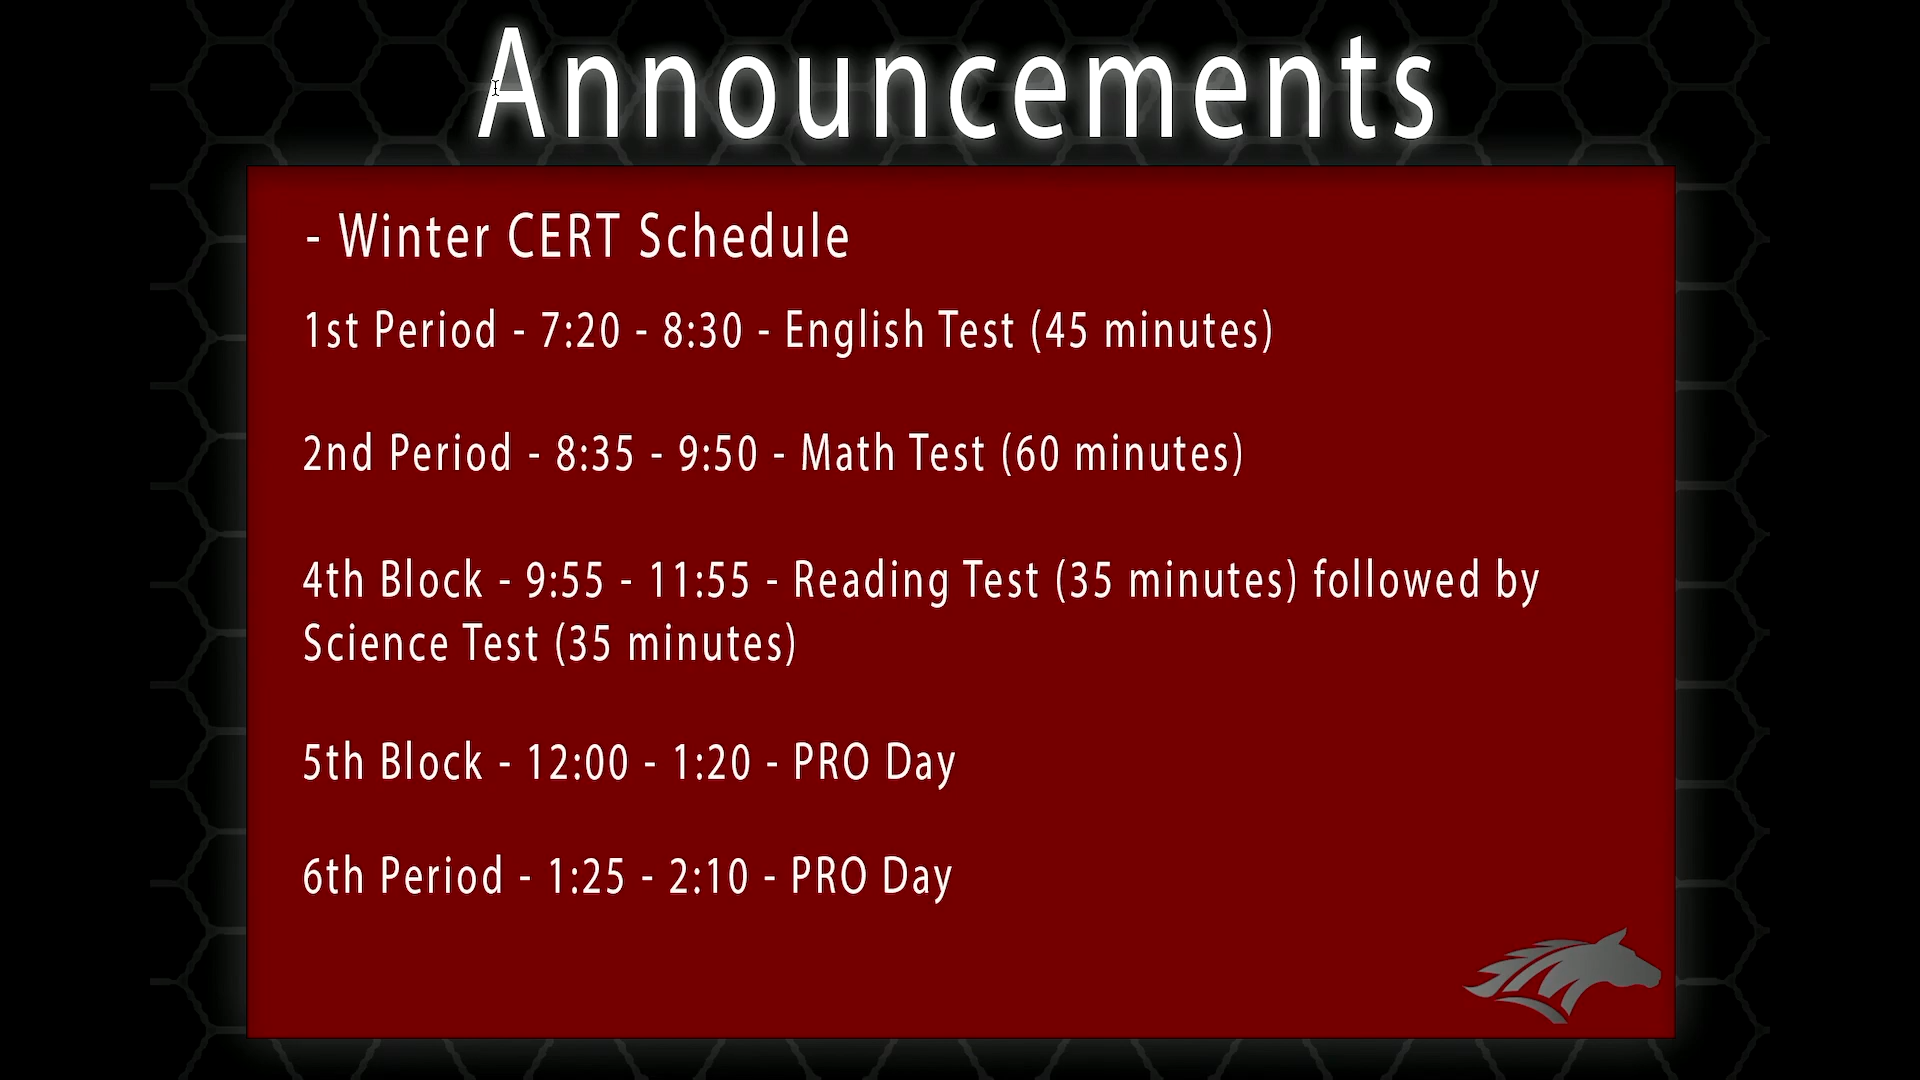 Announcements
- Winter CERT Schedule
1st Period - 7:20 - 8:30 - English Test (45 minutes)
2nd Period - 8:35 - 9:50 - Math Test (60 minutes)
4th Block - 9:55 - 11:55 - Reading Test (35 minutes) followed by
Science Test (35 minutes)
5th Block - 12:00 - 1:20 - PRO Day
6th Period - 1:25 - 2:10 - PRO Day